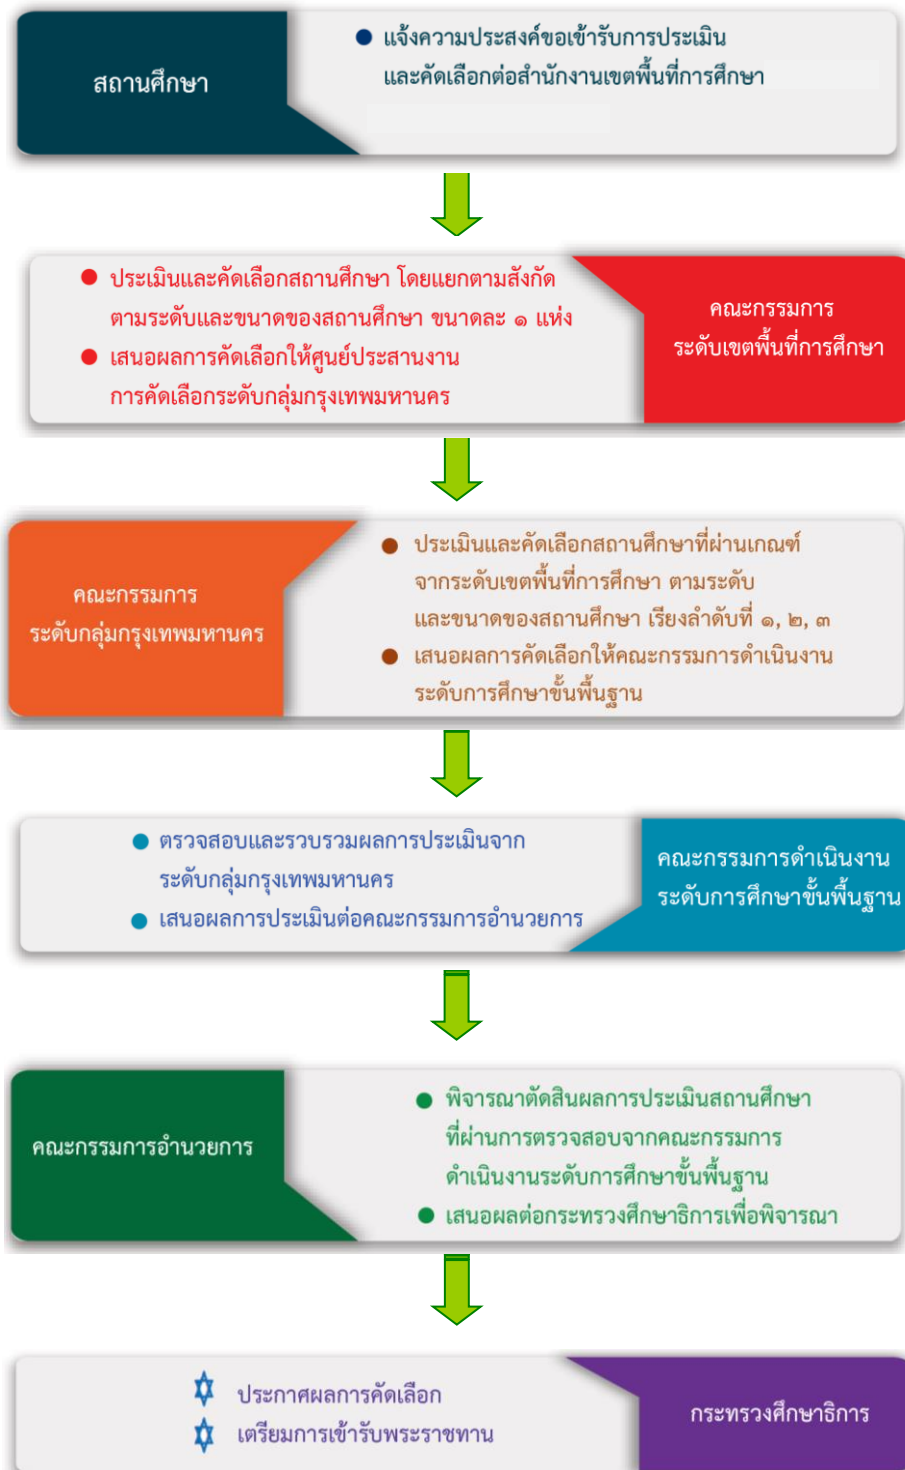 สถานศึกษา
แจ้งความประสงค์ขอเข้ารับการประเมิน
และคัดเลือกต่อสำนักงานเขตพื้นที่การศึกษา
ประเมินและคัดเลือกสถานศึกษา โดยแยกตามสังกัด
ตามระดับและขนาดของสถานศึกษา ขนาดละ ๑ แห่ง
เสนอผลการคัดเลือกให้ศูนย์ประสานงาน
การคัดเลือกระดับกลุ่มกรุงเทพมหานคร
คณะกรรมการ
ระดับเขตพื้นที่การศึกษา
คณะกรรมการ
ระดับกลุ่มกรุงเทพมหานคร
ประเมินและคัดเลือกสถานศึกษาที่ผ่านเกณฑ์
จากระดับเขตพื้นที่การศึกษา ตามระดับ
และขนาดของสถานศึกษา เรียงลำดับที่ ๑, ๒, ๓
เสนอผลการคัดเลือกให้คณะกรรมการดำเนินงาน
ระดับการศึกษาขั้นพื้นฐาน
ตรวจสอบและรวบรวมผลการประเมินจาก
ระดับกลุ่มกรุงเทพมหานคร
เสนอผลการประเมินต่อคณะกรรมการอำนวยการ
คณะกรรมการดำเนินงาน
ระดับการศึกษาขั้นพื้นฐาน
คณะกรรมการอำนวยการ
พิจารณาตัดสินผลการประเมินสถานศึกษา
ที่ผ่านการตรวจสอบจากคณะกรรมการ
ดำเนินงานระดับการศึกษาขั้นพื้นฐาน
เสนอผลต่อกระทรวงศึกษาธิการเพื่อพิจารณา
ประกาศผลการคัดเลือก
เตรียมการเข้ารับพระราชทาน
กระทรวงศึกษาธิการ